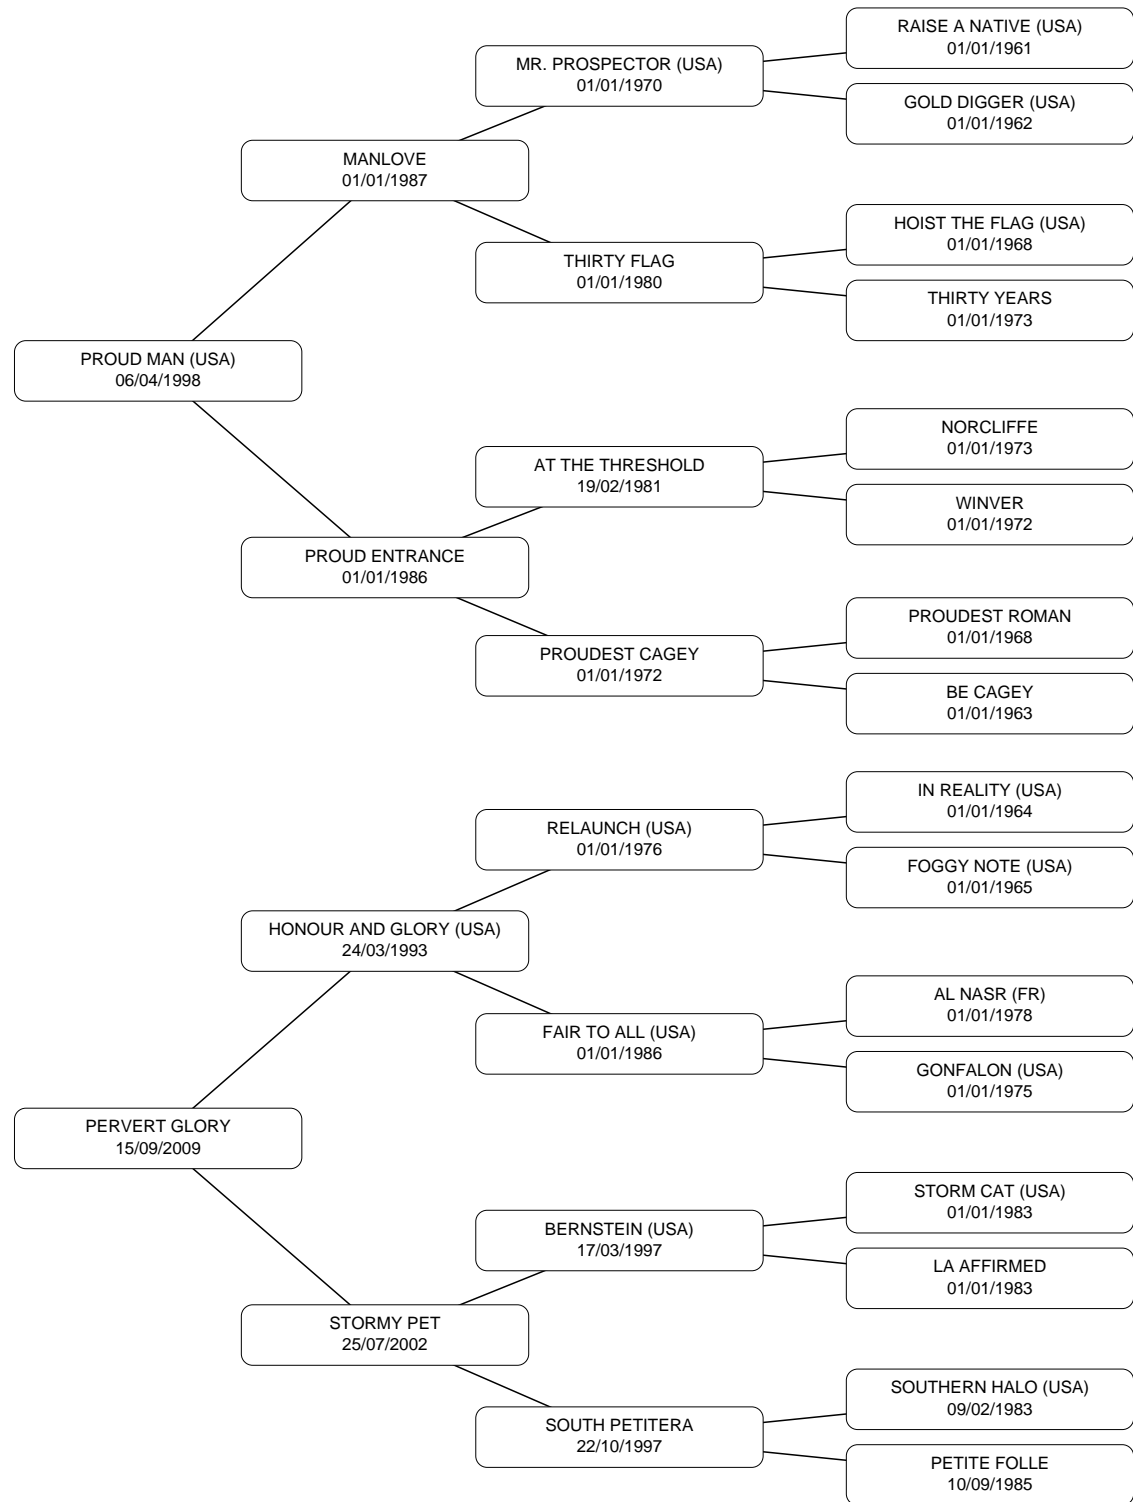 RAISE A NATIVE (USA)
01/01/1961
MR. PROSPECTOR (USA)
01/01/1970
GOLD DIGGER (USA)
01/01/1962
MANLOVE
01/01/1987
HOIST THE FLAG (USA)
01/01/1968
THIRTY FLAG
01/01/1980
THIRTY YEARS
01/01/1973
PROUD MAN (USA)
06/04/1998
NORCLIFFE
01/01/1973
AT THE THRESHOLD
19/02/1981
WINVER
01/01/1972
PROUD ENTRANCE
01/01/1986
PROUDEST ROMAN
01/01/1968
PROUDEST CAGEY
01/01/1972
BE CAGEY
01/01/1963
IN REALITY (USA)
01/01/1964
RELAUNCH (USA)
01/01/1976
FOGGY NOTE (USA)
01/01/1965
HONOUR AND GLORY (USA)
24/03/1993
AL NASR (FR)
01/01/1978
FAIR TO ALL (USA)
01/01/1986
GONFALON (USA)
01/01/1975
PERVERT GLORY
15/09/2009
STORM CAT (USA)
01/01/1983
BERNSTEIN (USA)
17/03/1997
LA AFFIRMED
01/01/1983
STORMY PET
25/07/2002
SOUTHERN HALO (USA)
09/02/1983
SOUTH PETITERA
22/10/1997
PETITE FOLLE
10/09/1985